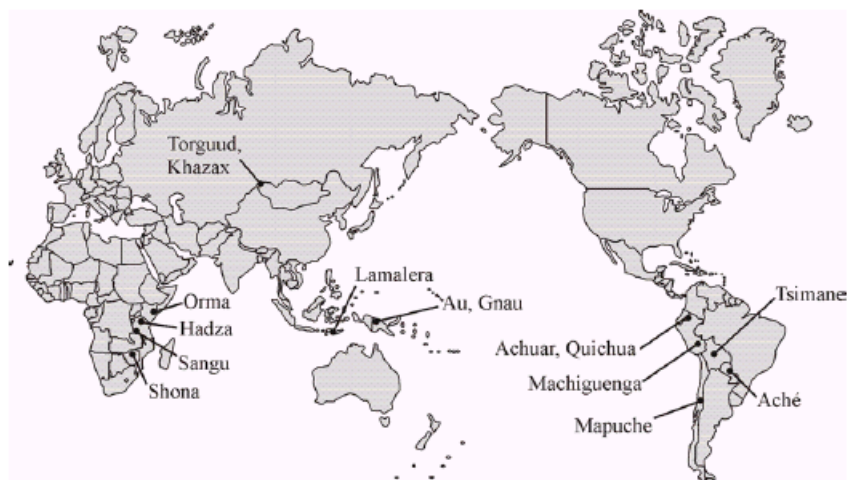 Torguud,
Khazax
Lamalera
Orma
Hadza
Sangu
Shona
Au, Gnau
Tsimane
Achuar, Quichua
Machiguenga
Aché
Mapuche